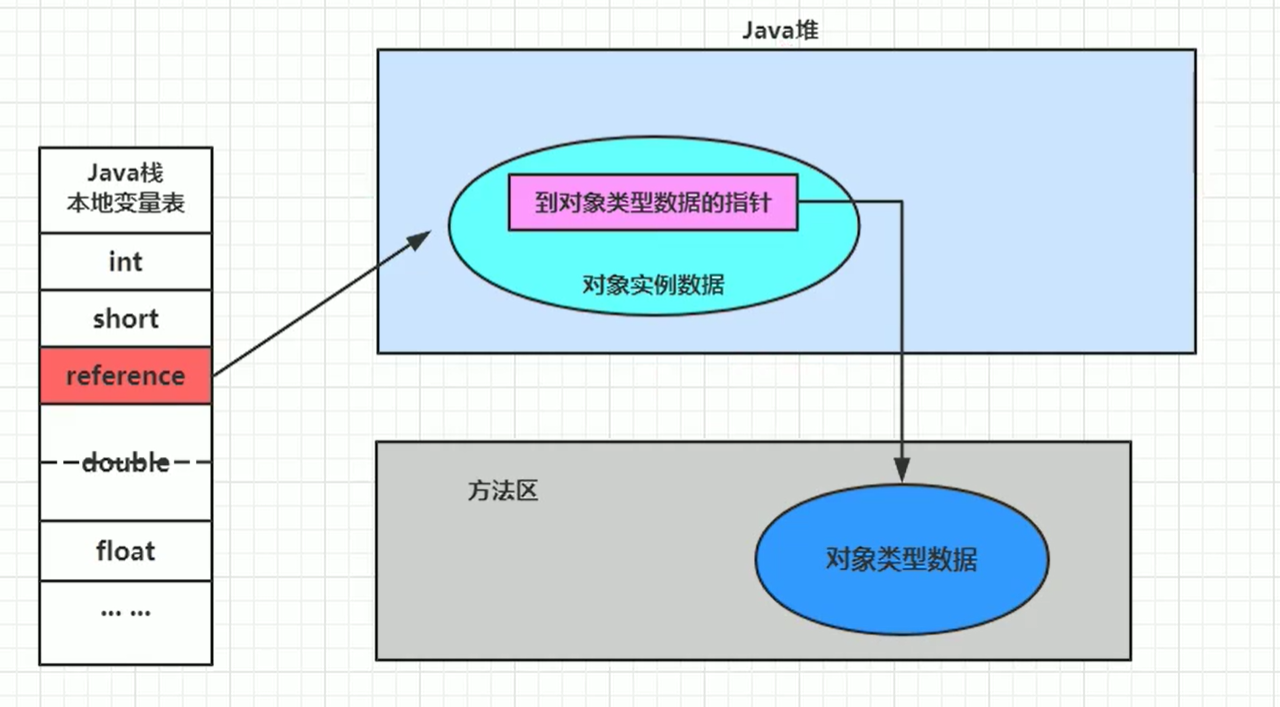 Java堆
Java栈
本地变量表
int
short
reference
double
float
... ...
到对象类型数据的指针
对象实例数据
方法区
对象类型数据